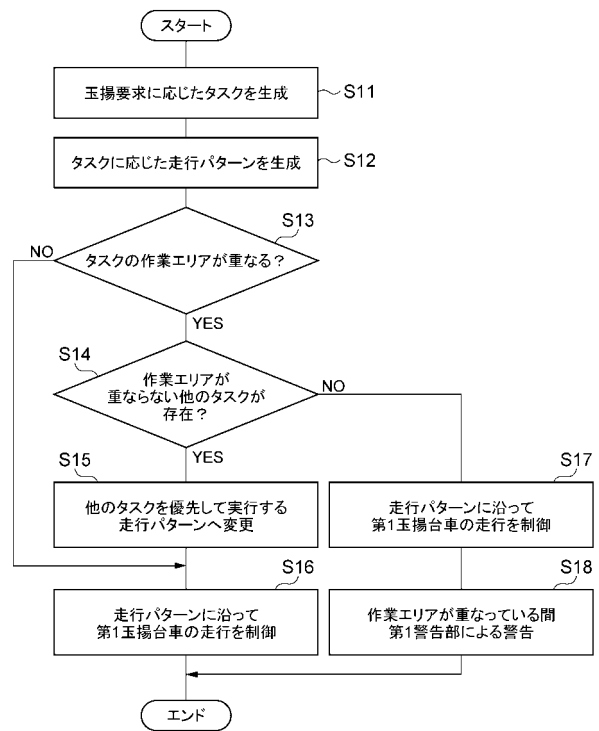 スタート
玉揚要求に応じたタスクを生成
S11
タスクに応じた走行パターンを生成
S12
S13
タスクの作業エリアが重なる？
NO
YES
S14
作業エリアが
重ならない他のタスクが
存在？
NO
YES
S15
他のタスクを優先して実行する
走行パターンへ変更
S17
走行パターンに沿って
第1玉揚台車の走行を制御
S16
走行パターンに沿って
第1玉揚台車の走行を制御
S18
作業エリアが重なっている間
第1警告部による警告
エンド